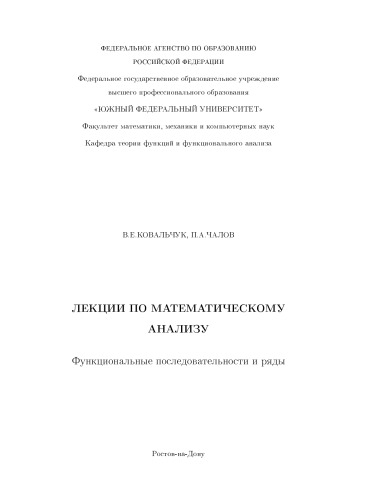 ФЕДЕРАЛЬНОЕ АГЕНСТВО ПО ОБРАЗОВАНИЮ
РОССИЙСКОЙ ФЕДЕРАЦИИ
Федеральное государственное образовательное учреждение
высшего профессионального образования
«ЮЖНЫЙ ФЕДЕРАЛЬНЫЙ УНИВЕРСИТЕТ»
Факультет математики, механики и компьютерных наук
Кафедра теории функций и функционального анализа
В.Е.КОВАЛЬЧУК, П.А.ЧАЛОВ
ЛЕКЦИИ ПО МАТЕМАТИЧЕСКОМУ
АНАЛИЗУ
Функциональные последовательности и ряды
Ростов-на-Дону